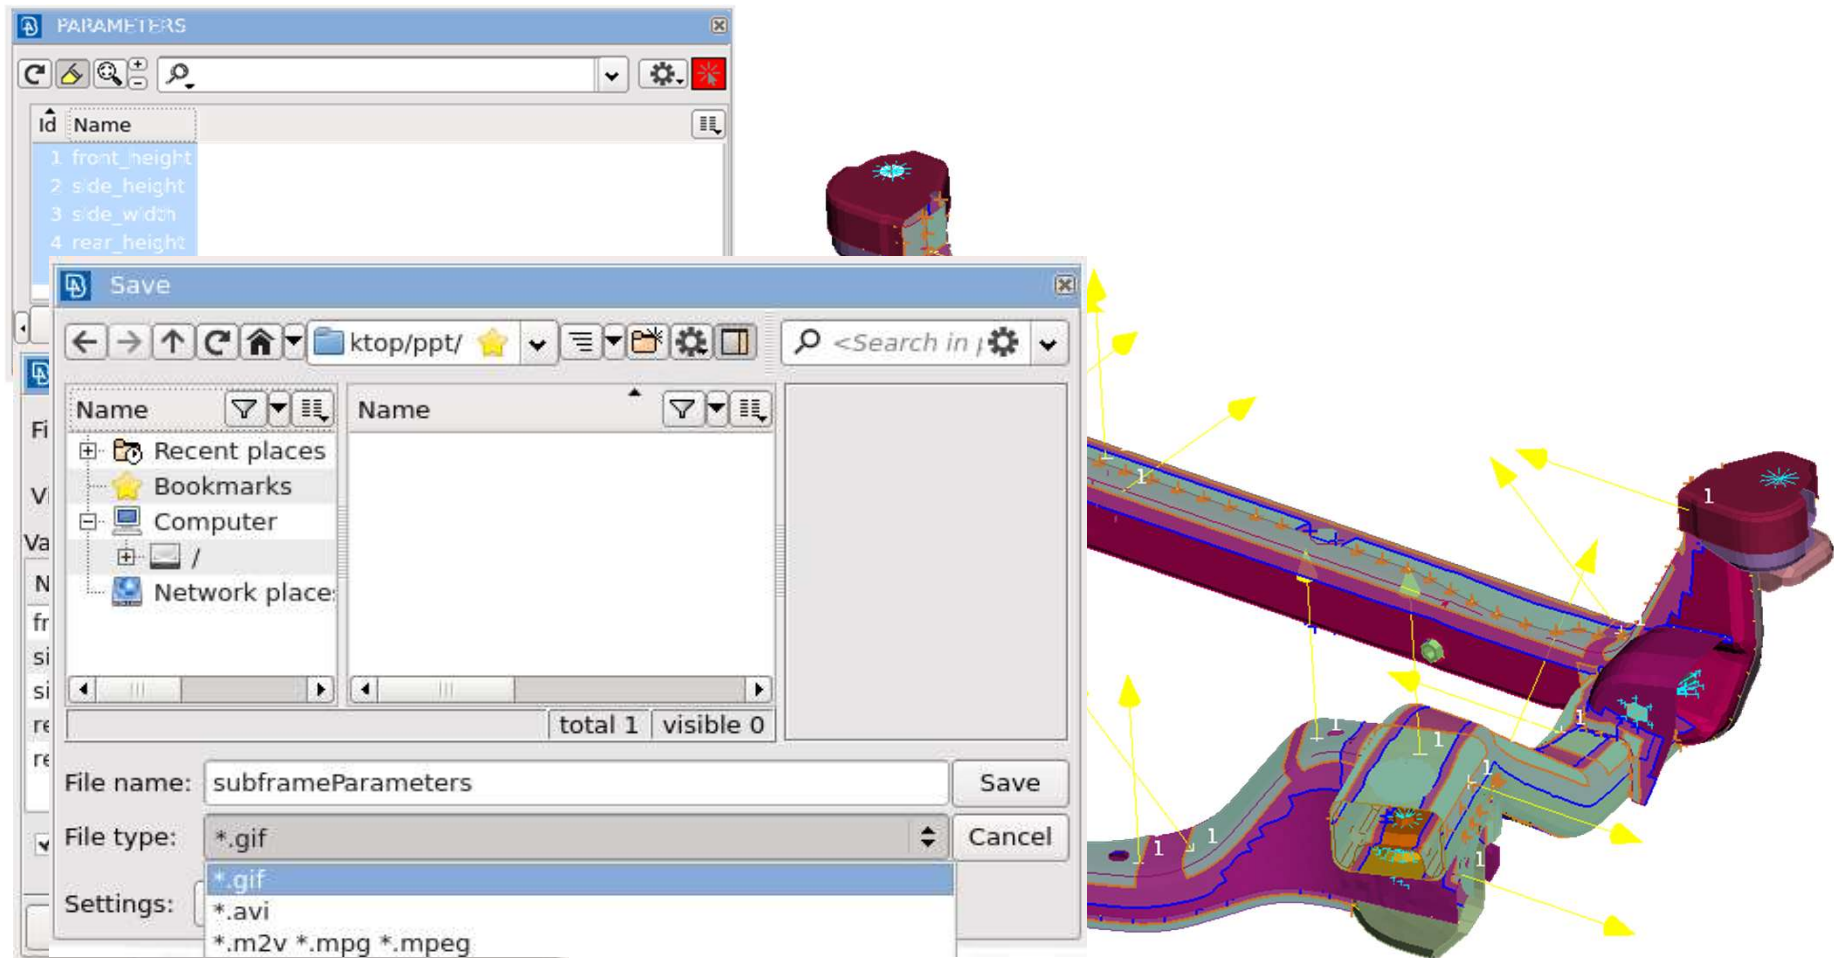 PARAMETERS
Id Name
1 front_height
2 side_height
3 side_width
4 rear_height
Save
ktop/ppt/
<Search in
Name
Name
Recent places
Bookmarks
Computer
/
Network place
total 1 visible 0
File name: subframeParameters Save
File type: *.gif Cancel
*.gif
Settings:
*.avi
*.m2v *.mpg *.mpeg
Fi
Vi
Va
N
fr
si
si
re
re
1
1
1
1
1
1
1
1
1